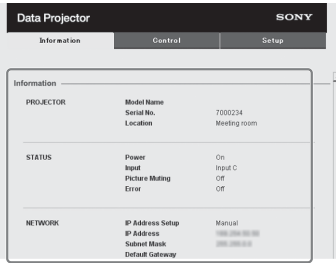 Data Projector SONY
Information Control Setup
Information
PROJECTOR Model Name
Serial No. 7000234
Location Meeting room
STATUS Power On
Input Input C
Picture Muting Off
Error Off
NETWORK IP Address Setup Manual
IP Address
Subnet Mask
Default Gateway